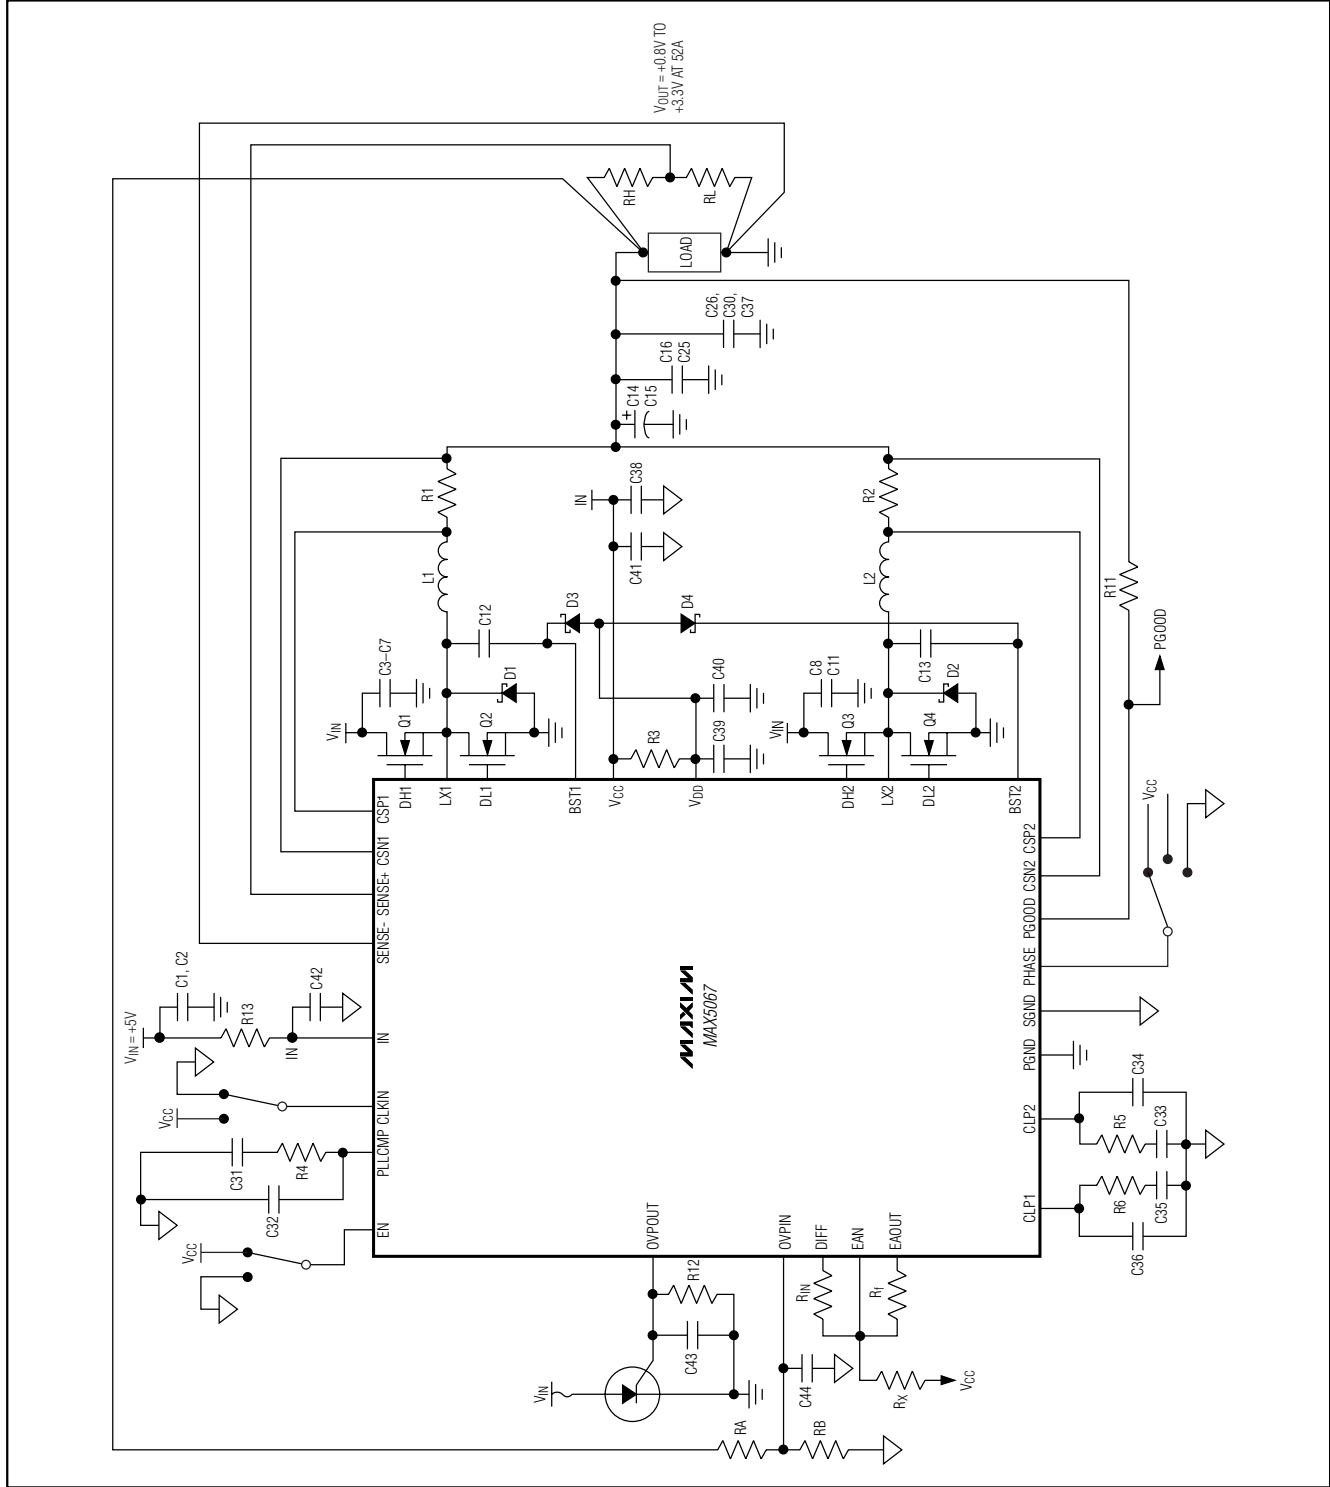 VOUT = +0.8V TO
+3.3V AT 52A
RH
RL
LOAD
C26,
C30,
C37
C16
C25
+
C14
C15
R1
IN
C38
C41
R2
L1
L2
R11
D3
D4
C12
C13
PGOOD
VIN
C3–C7
D1
C40
VIN
C8
C11
D2
Q1
Q2
R3
C39
Q3
Q4
DH1
LX1
DL1
BST1
VCC
VDD
DH2
LX2
DL2
BST2
CSP1
CSN1
SENSE+
SENSE-
IN
CLKIN
PLLCMP
EN
CSP2
CSN2
PGOOD
PHASE
SGND
PGND
CLP2
CLP1
VCC
MAXIM
MAX5067
VIN = +5V
C1, C2
R13
IN
C42
VCC
C31
R4
C32
VCC
C34
R5
C33
R6
C35
C36
OVPOUT
OVPIN
DIFF
EAN
EAOUT
R12
C43
VIN
RIN
Rf
C44
RX
VCC
RA
RB